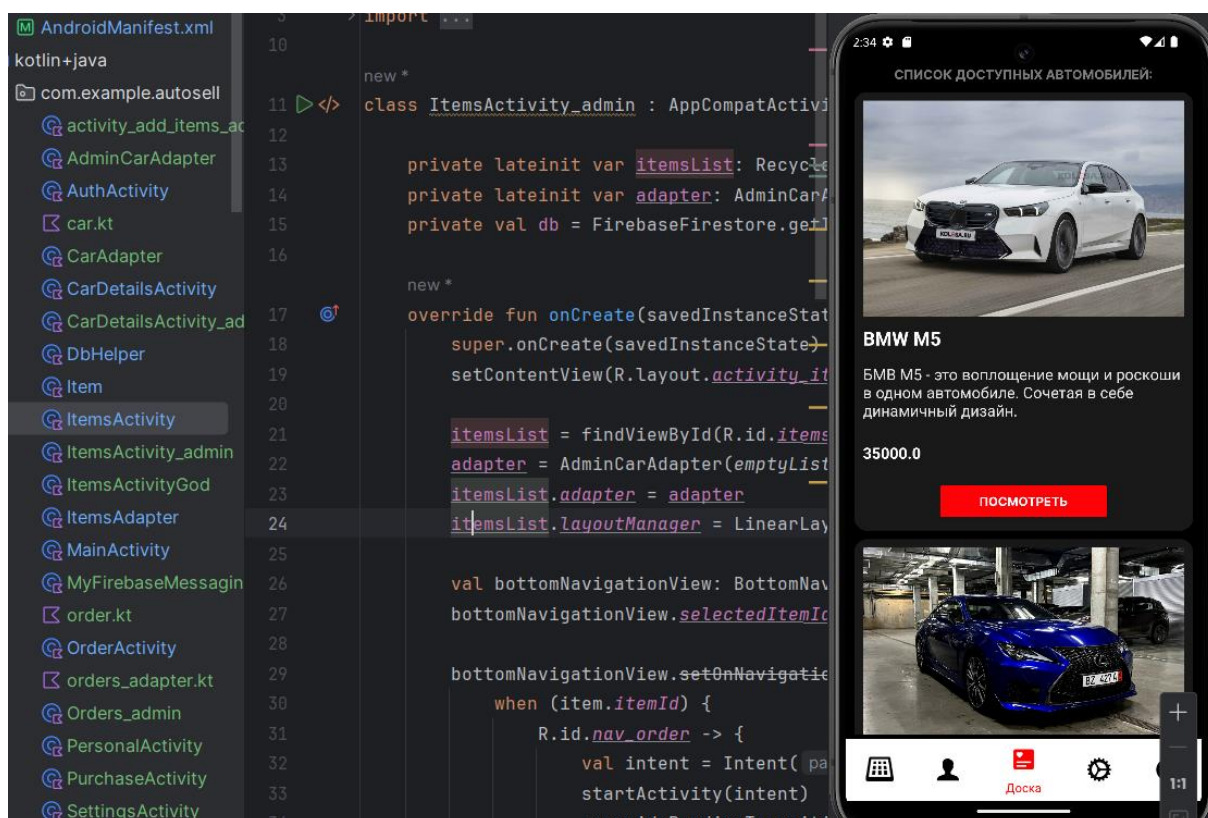 AndroidManifest.xml
kotlin+java
com.example.autosell
activity_add_items_ac
AdminCarAdapter
AuthActivity
car.kt
CarAdapter
CarDetailsActivity
CarDetailsActivity_ad
DbHelper
Item
ItemsActivity
ItemsActivity_admin
ItemsActivityGod
ItemsAdapter
MainActivity
MyFirebaseMessagin
order.kt
OrderActivity
orders_adapter.kt
Orders_admin
PersonalActivity
PurchaseActivity
SettingsActivity
3 > import ...
10
new *
11 class ItemsActivity_admin : AppCompatActivi
12
13 private lateinit var itemsList: Recycle
14 private lateinit var adapter: AdminCarA
15 private val db = FirebaseFirestore.getI
16
new *
17 override fun onCreate(savedInstanceStat
18 super.onCreate(savedInstanceState)
19 setContentView(R.layout.activity_it
20
21 itemsList = findViewById(R.id.items
22 adapter = AdminCarAdapter(emptyList
23 itemsList.adapter = adapter
24 itemsList.layoutManager = LinearLay
25
26 val bottomNavigationView: BottomNav
27 bottomNavigationView.selectedItemId
28
29 bottomNavigationView.setOnNavigatio
30 when (item.itemId) {
31 R.id.nav_order -> {
32 val intent = Intent( pa
33 startActivity(intent)
2:34
СПИСОК ДОСТУПНЫХ АВТОМОБИЛЕЙ:
KOLESA.RU
BMW M5
БМВ М5 - это воплощение мощи и роскоши
в одном автомобиле. Сочетая в себе
динамичный дизайн.
35000.0
ПОСМОТРЕТЬ
Доска
1:1